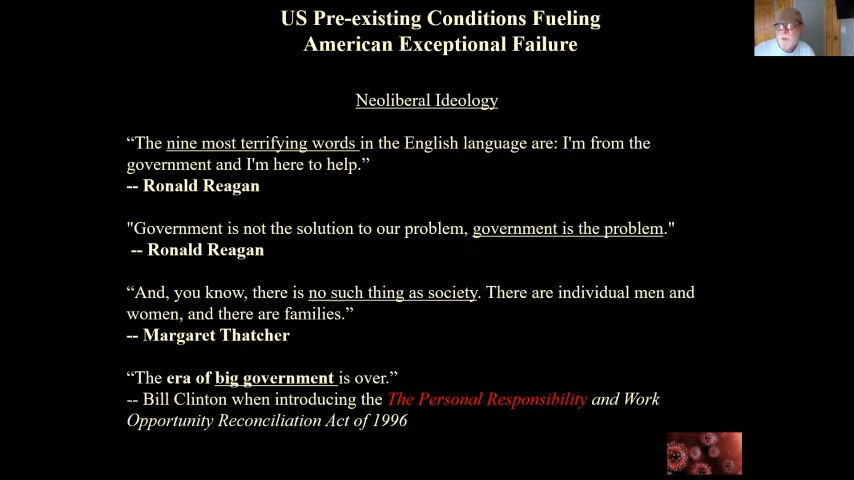 US Pre-existing Conditions Fueling
American Exceptional Failure
Neoliberal Ideology
“The nine most terrifying words in the English language are: I'm from the
government and I'm here to help.”
-- Ronald Reagan
"Government is not the solution to our problem, government is the problem."
-- Ronald Reagan
“And, you know, there is no such thing as society. There are individual men and
women, and there are families.”
-- Margaret Thatcher
“The era of big government is over.”
-- Bill Clinton when introducing the The Personal Responsibility and Work
Opportunity Reconciliation Act of 1996